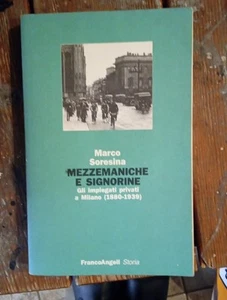 Marco
Soresina
MEZZEMANICHE
E SIGNORINE
Gli impiegati privati
a Milano (1880-1939)
FrancoAngeli Storia